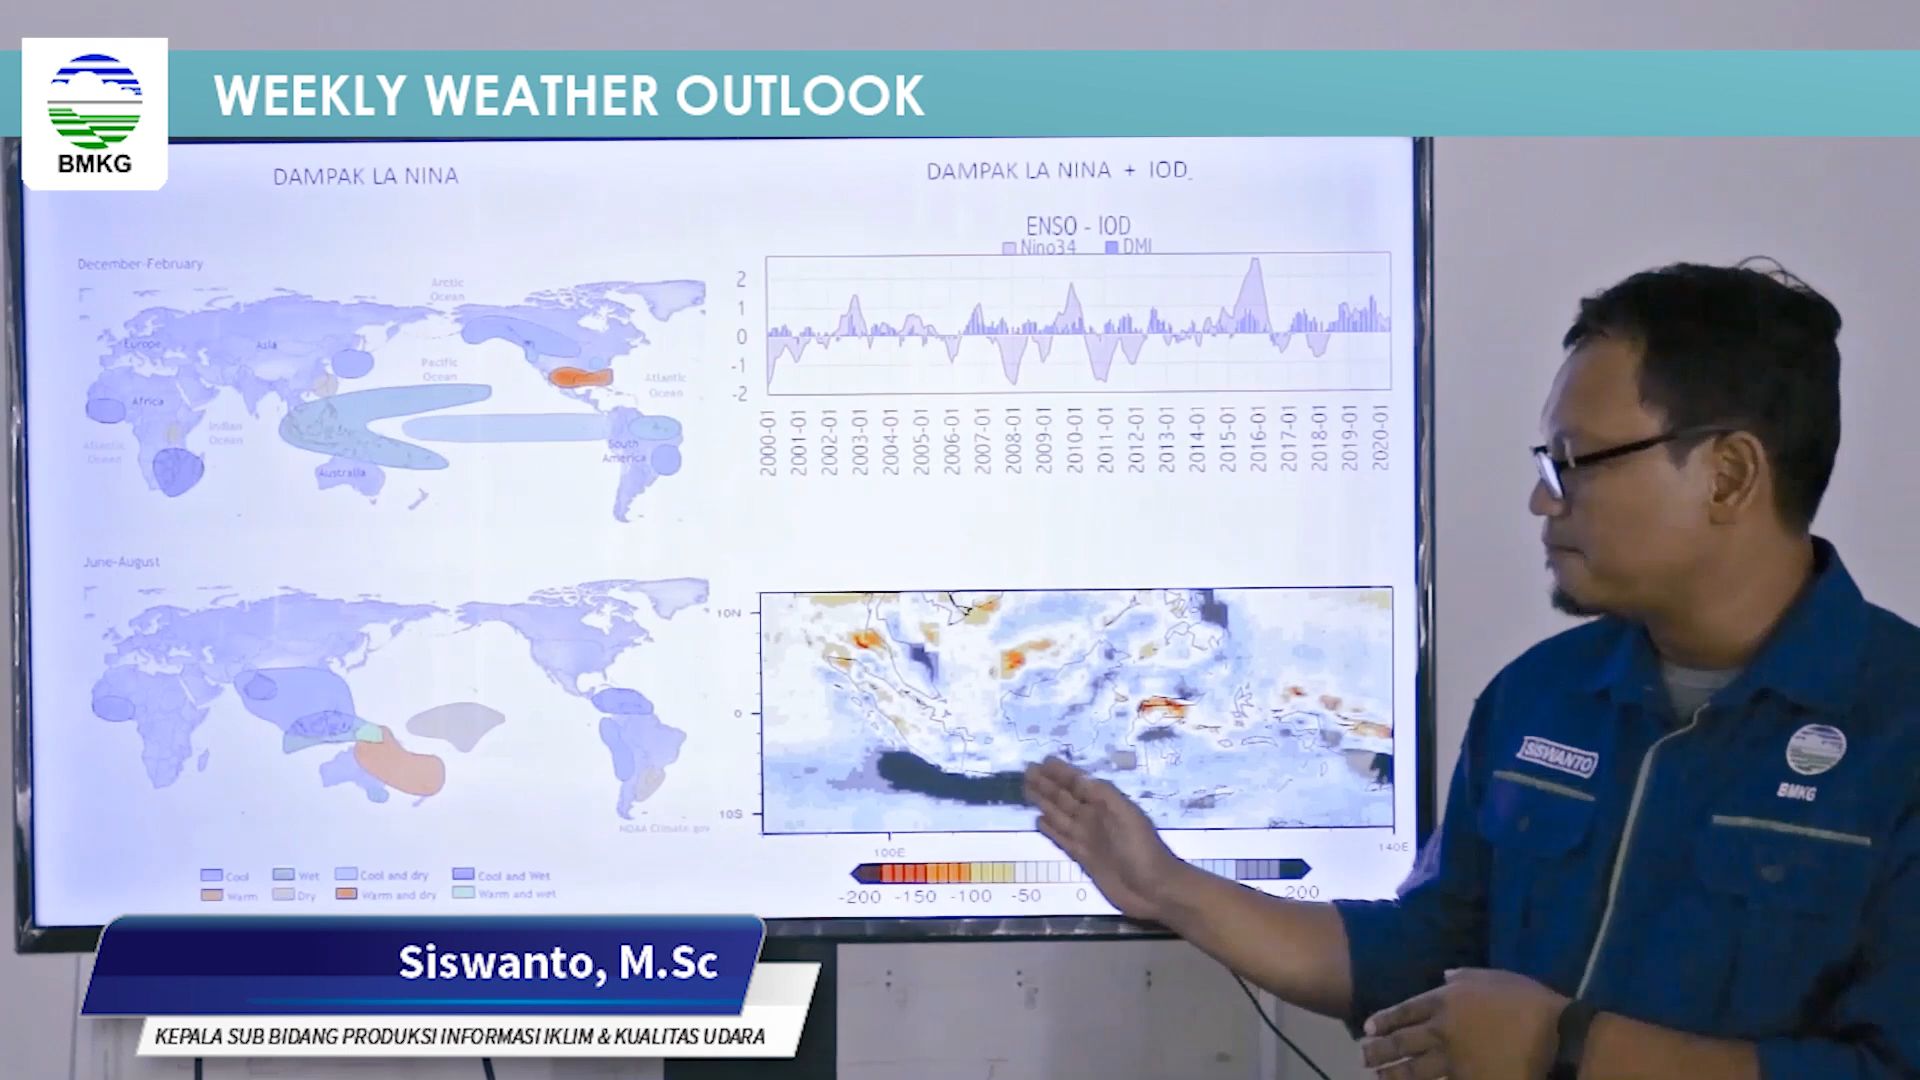 WEEKLY WEATHER OUTLOOK
BMKG
DAMPAK LA NINA
December-February
Arctic
Ocean
Europe
Asia
Pacific
Ocean
Atlantic
Ocean
Africa
Indian
Ocean
Atlantic
Ocean
South
America
Australia
June-August
NOAA Climate.gov
Cool
Wet
Cool and dry
Cool and Wet
Warm
Dry
Warm and dry
Warm and wet
DAMPAK LA NINA + IOD
ENSO - IOD
Nino34 DMI
2
1
0
-1
-2
2000-01
2001-01
2002-01
2003-01
2004-01
2005-01
2006-01
2007-01
2008-01
2009-01
2010-01
2011-01
2012-01
2013-01
2014-01
2015-01
2016-01
2017-01
2018-01
2019-01
2020-01
10N
0
10S
100E 140E
-200 -150 -100 -50 0 200
SISWANTO
BMKG
Siswanto, M.Sc
KEPALA SUB BIDANG PRODUKSI INFORMASI IKLIM & KUALITAS UDARA